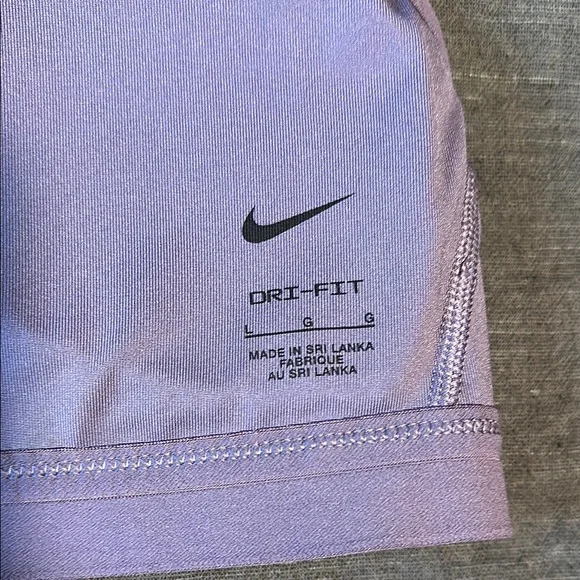 DRI-FIT
L G G
MADE IN SRI LANKA
FABRIQUE
AU SRI LANKA